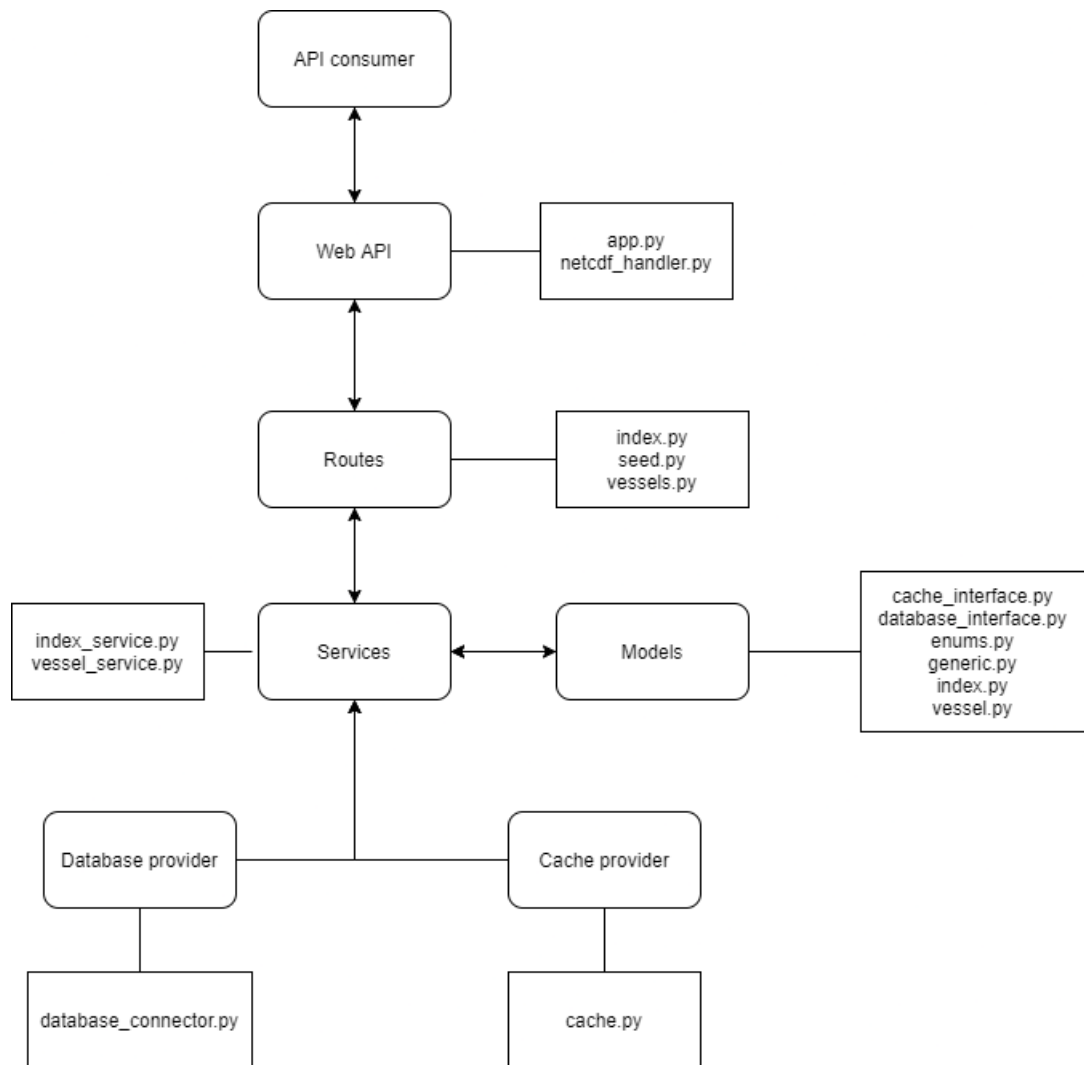 API consumer
Web API
app.py
netcdf_handler.py
Routes
index.py
seed.py
vessels.py
index_service.py
vessel_service.py
Services
Models
cache_interface.py
database_interface.py
enums.py
generic.py
index.py
vessel.py
Database provider
Cache provider
database_connector.py
cache.py